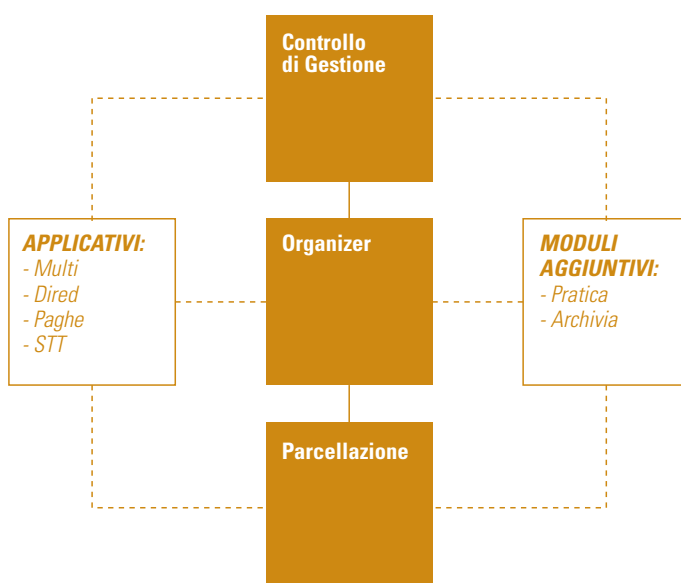 Controllo
di Gestione
APPLICATIVI:
- Multi
- Dired
- Paghe
- STT
Organizer
MODULI
AGGIUNTIVI:
- Pratica
- Archivia
Parcellazione